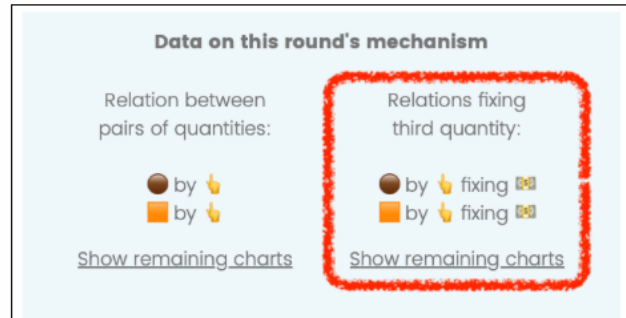 Data on this round's mechanism
Relation between
pairs of quantities:
🟤 by 👆
🟧 by 👆
Show remaining charts
Relations fixing
third quantity:
🟤 by 👆 fixing 💵
🟧 by 👆 fixing 💵
Show remaining charts